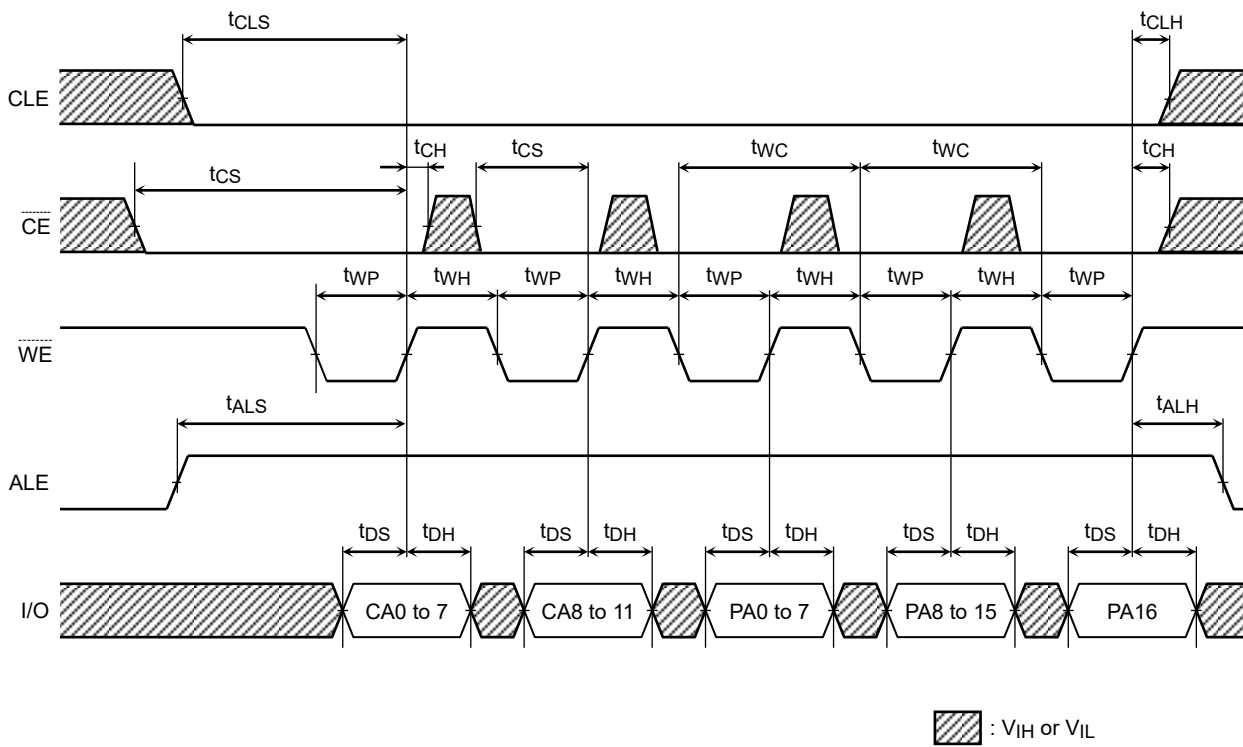 tCLS tCLH
CLE
tCH tCS tWC tWC tCH
tCS
CE
tWP tWH tWP tWH tWP tWH tWP tWH tWP
WE
tALS tALH
ALE
tDS tDH tDS tDH tDS tDH tDS tDH tDS tDH
I/O CA0 to 7 CA8 to 11 PA0 to 7 PA8 to 15 PA16
: VIH or VIL